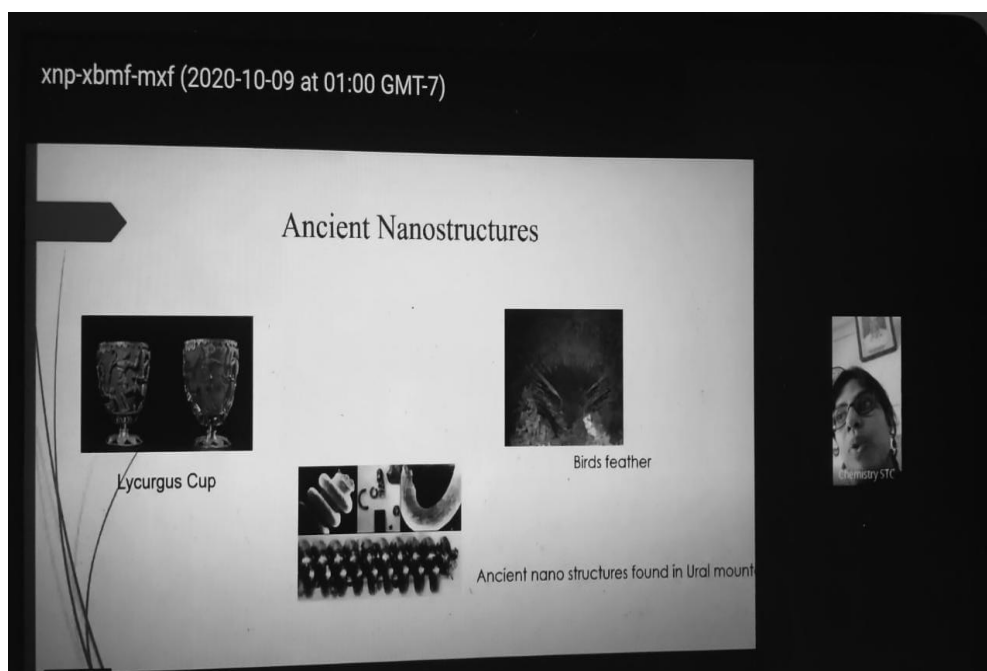 xnp-xbmf-mxf (2020-10-09 at 01:00 GMT-7)
Ancient Nanostructures
Lycurgus Cup
Birds feather
Ancient nano structures found in Ural mount
Chemistry STC